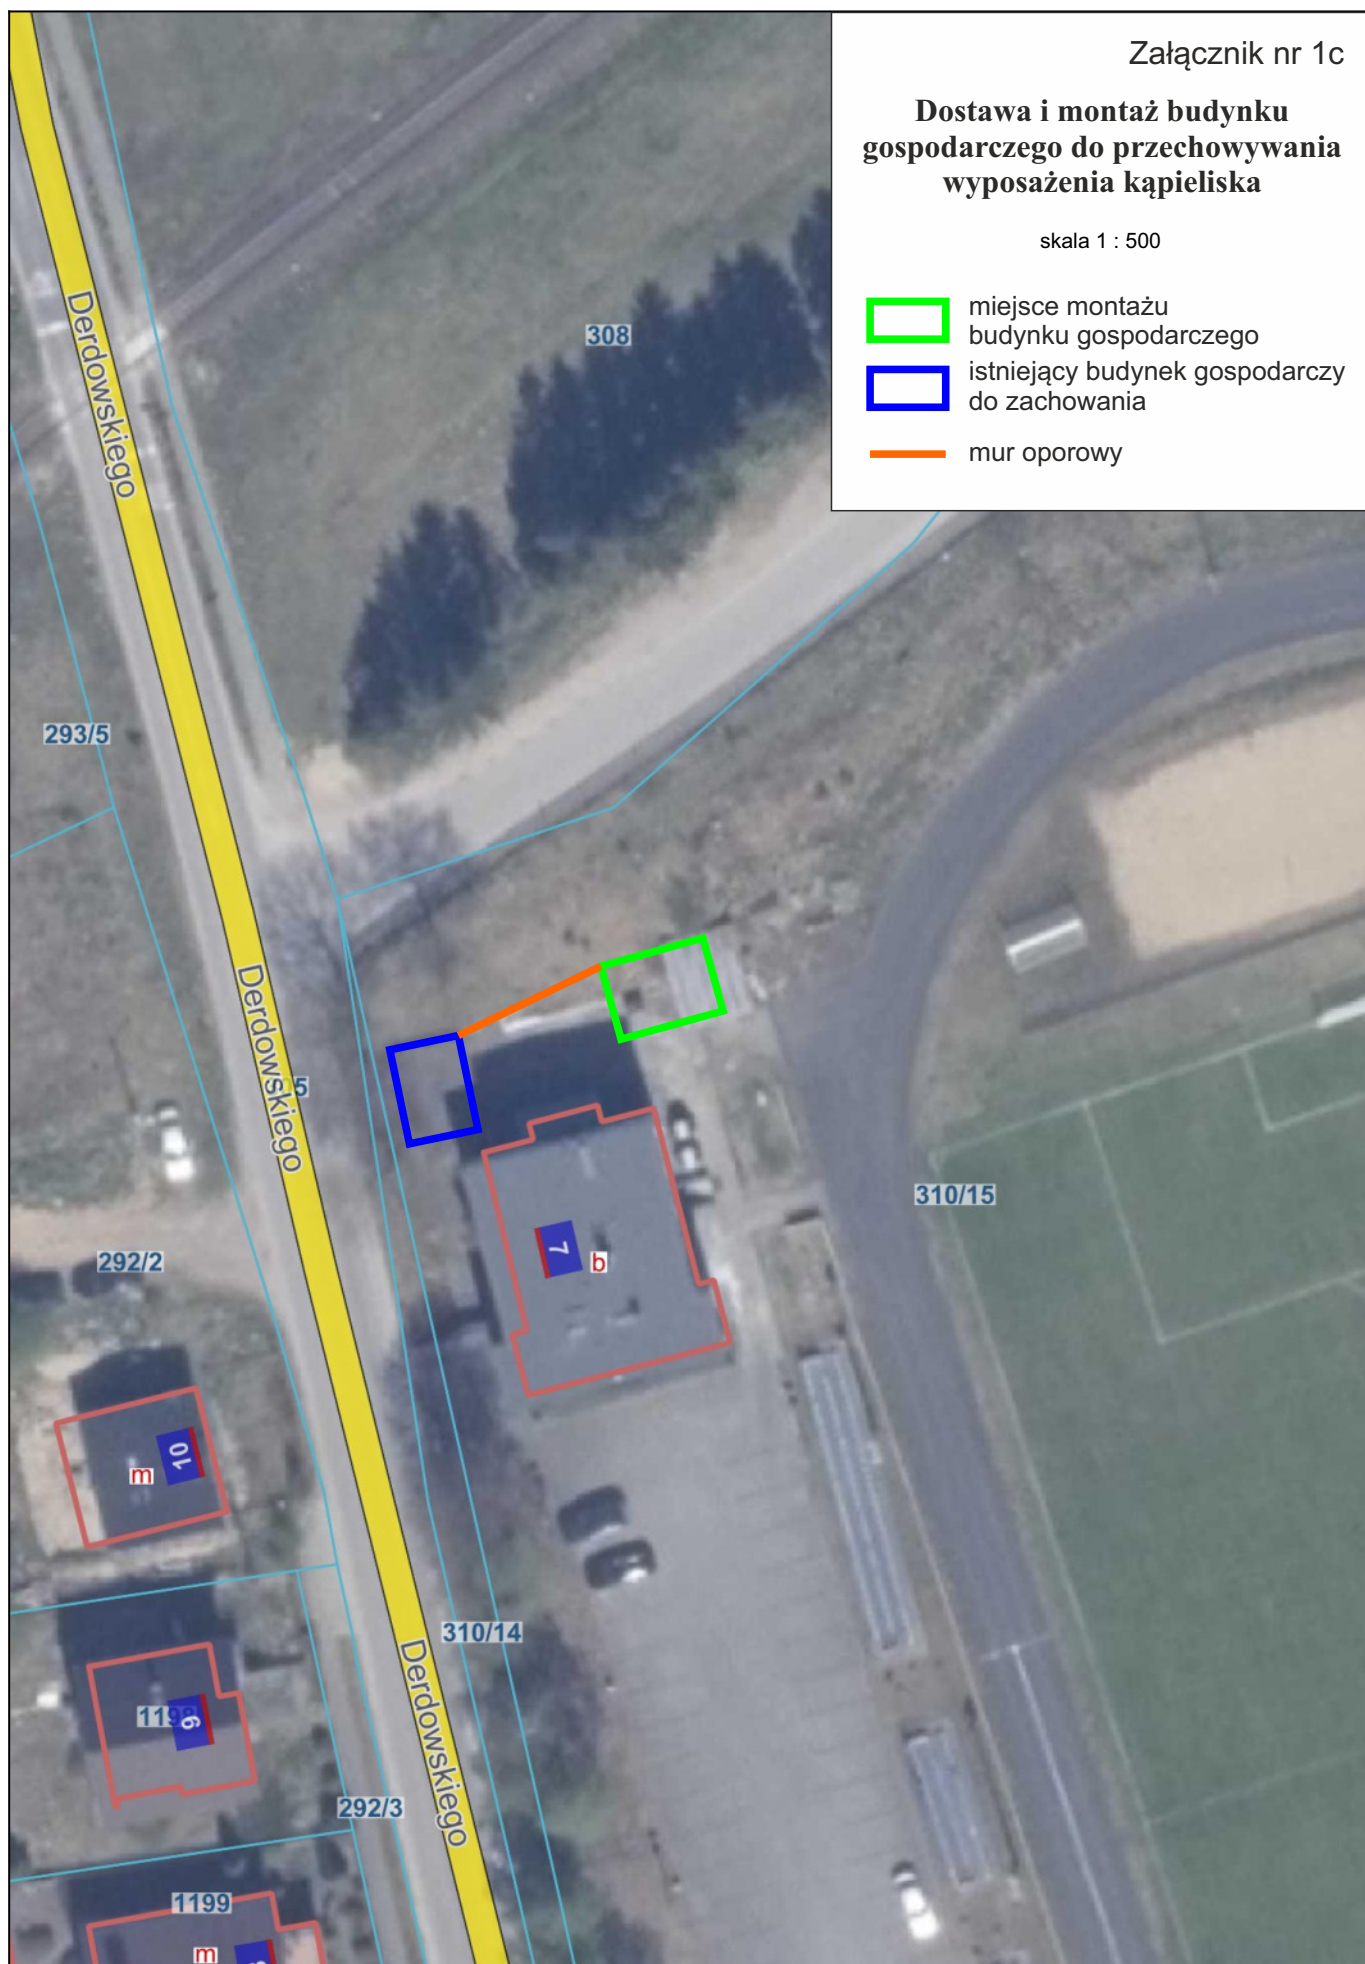 Załącznik nr 1c
Dostawa i montaż budynku
gospodarczego do przechowywania
wyposażenia kąpieliska
skala 1 : 500
miejsce montażu
budynku gospodarczego
istniejący budynek gospodarczy
do zachowania
mur oporowy
308
Derdowskiego
293/5
Derdowskiego
5
310/15
292/2
7
b
10
m
310/14
Derdowskiego
9
292/3
1199
m